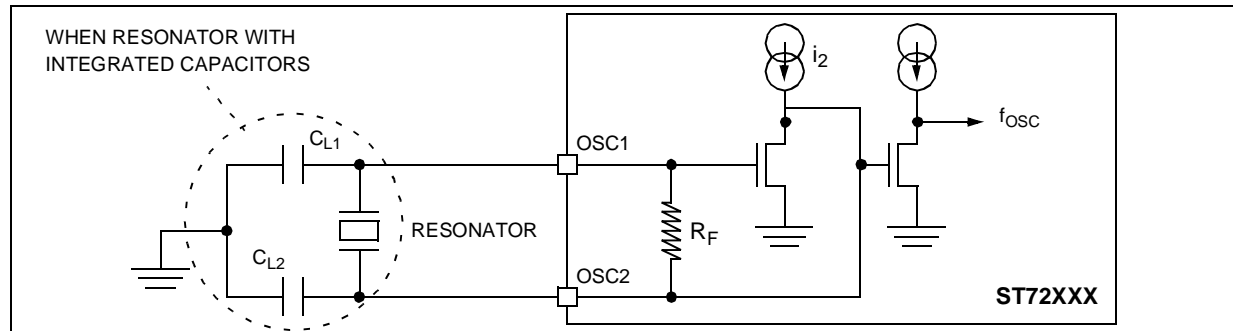 WHEN RESONATOR WITH
INTEGRATED CAPACITORS
i2
fOSC
CL1
OSC1
RESONATOR
RF
CL2
OSC2
ST72XXX